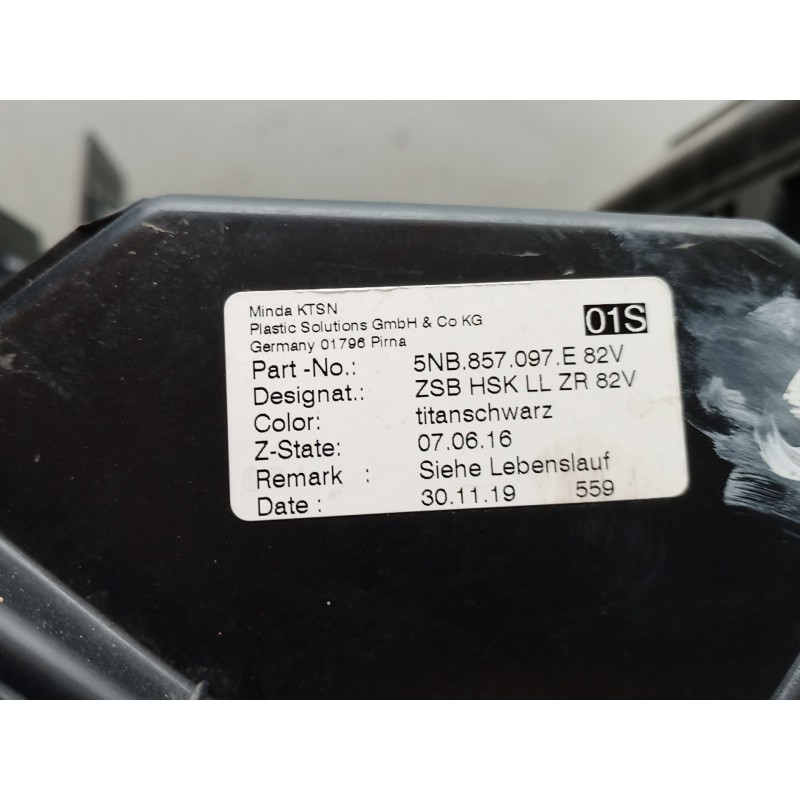 Minda KTSN
Plastic Solutions GmbH & Co KG
Germany 01796 Pirna
01S
Part -No.: 5NB.857.097.E 82V
Designat.: ZSB HSK LL ZR 82V
Color: titanschwarz
Z-State: 07.06.16
Remark : Siehe Lebenslauf
Date : 30.11.19 559